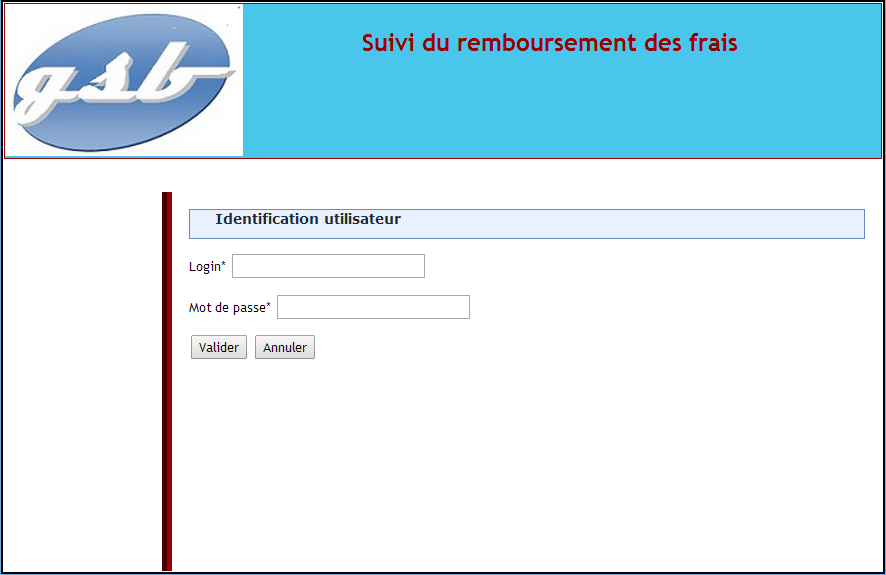 gsb
Suivi du remboursement des frais
Identification utilisateur
Login*
Mot de passe*
Valider Annuler